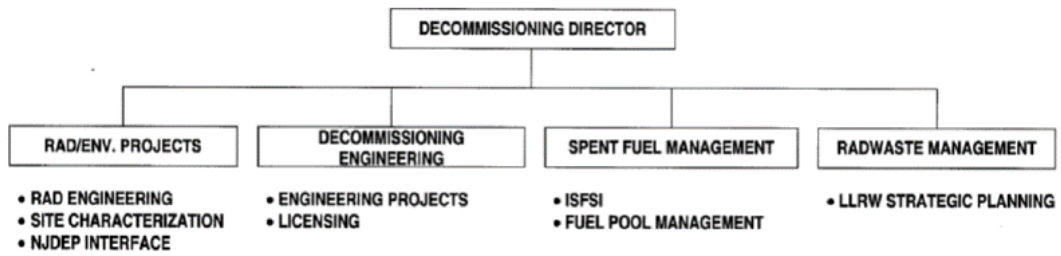 DECOMMISSIONING DIRECTOR
RAD/ENV. PROJECTS
DECOMMISSIONING
ENGINEERING
SPENT FUEL MANAGEMENT
RADWASTE MANAGEMENT
• RAD ENGINEERING
• SITE CHARACTERIZATION
• NJDEP INTERFACE
• ENGINEERING PROJECTS
• LICENSING
• ISFSI
• FUEL POOL MANAGEMENT
• LLRW STRATEGIC PLANNING